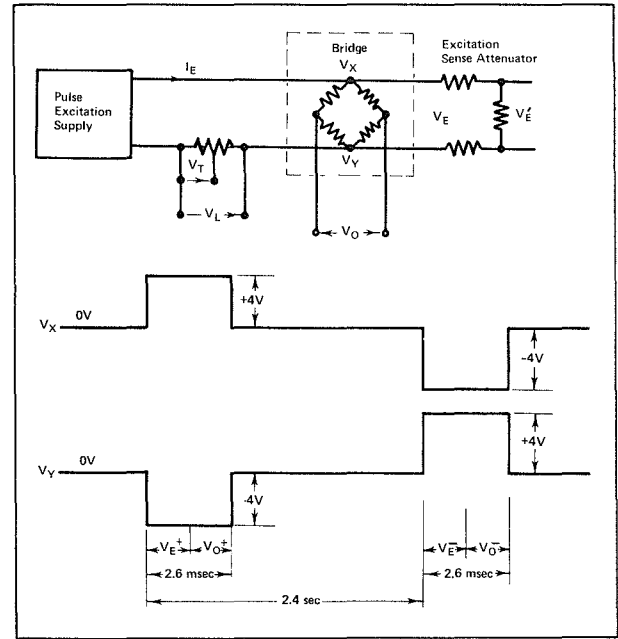 Bridge
Excitation
Sense Attenuator
I_E
V_X
Pulse
Excitation
Supply
V_E
V_E′
V_T
V_Y
V_L
V_O
V_X 0V
+4V
-4V
V_Y 0V
-4V
+4V
V_E^+ V_O^+
V_E^- V_O^-
2.6 msec
2.6 msec
2.4 sec